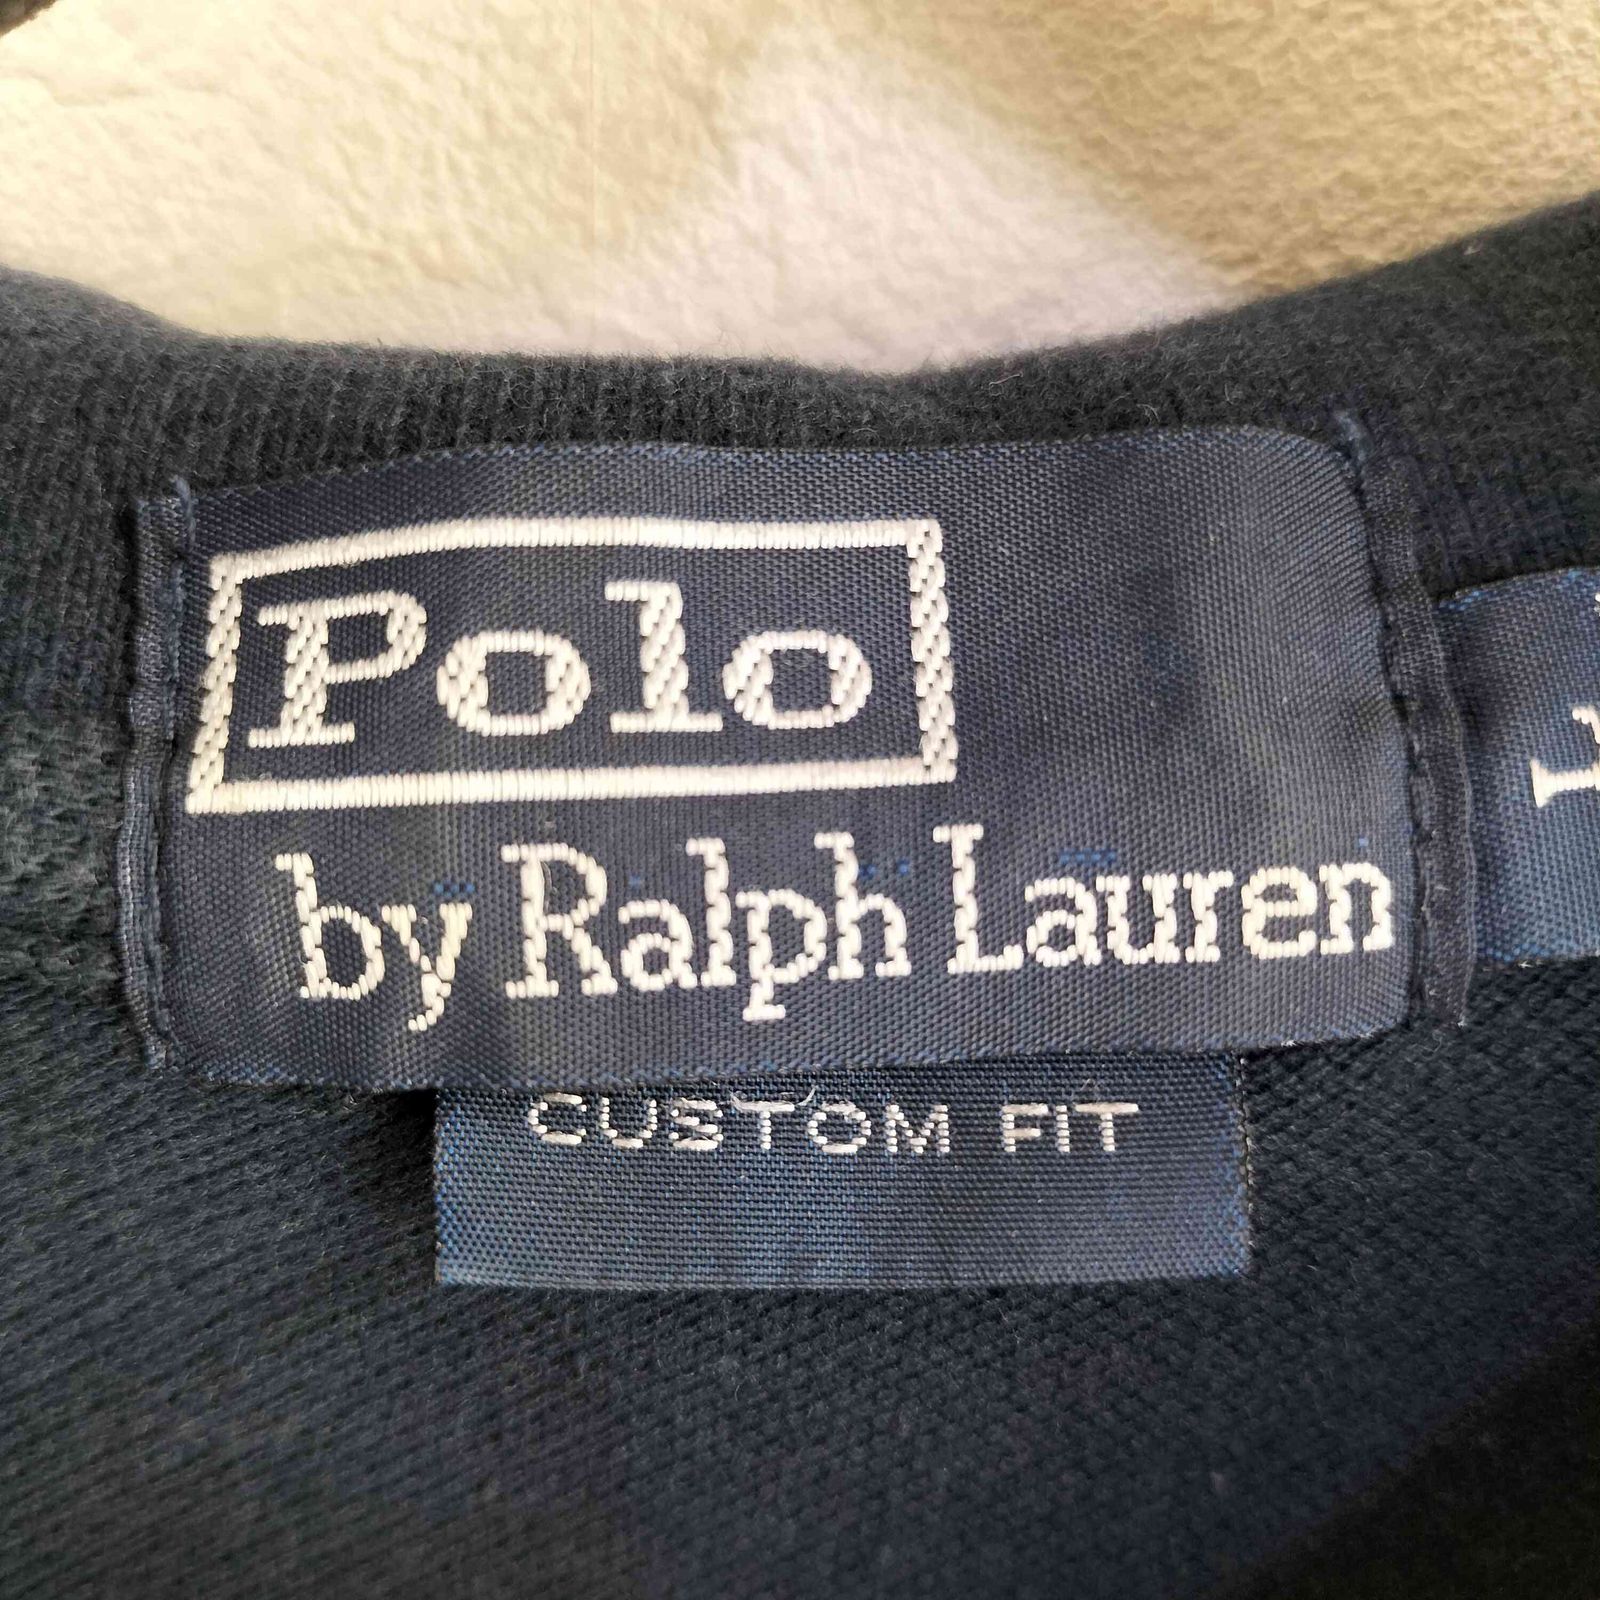 Polo
by Ralph Lauren
CUSTOM FIT